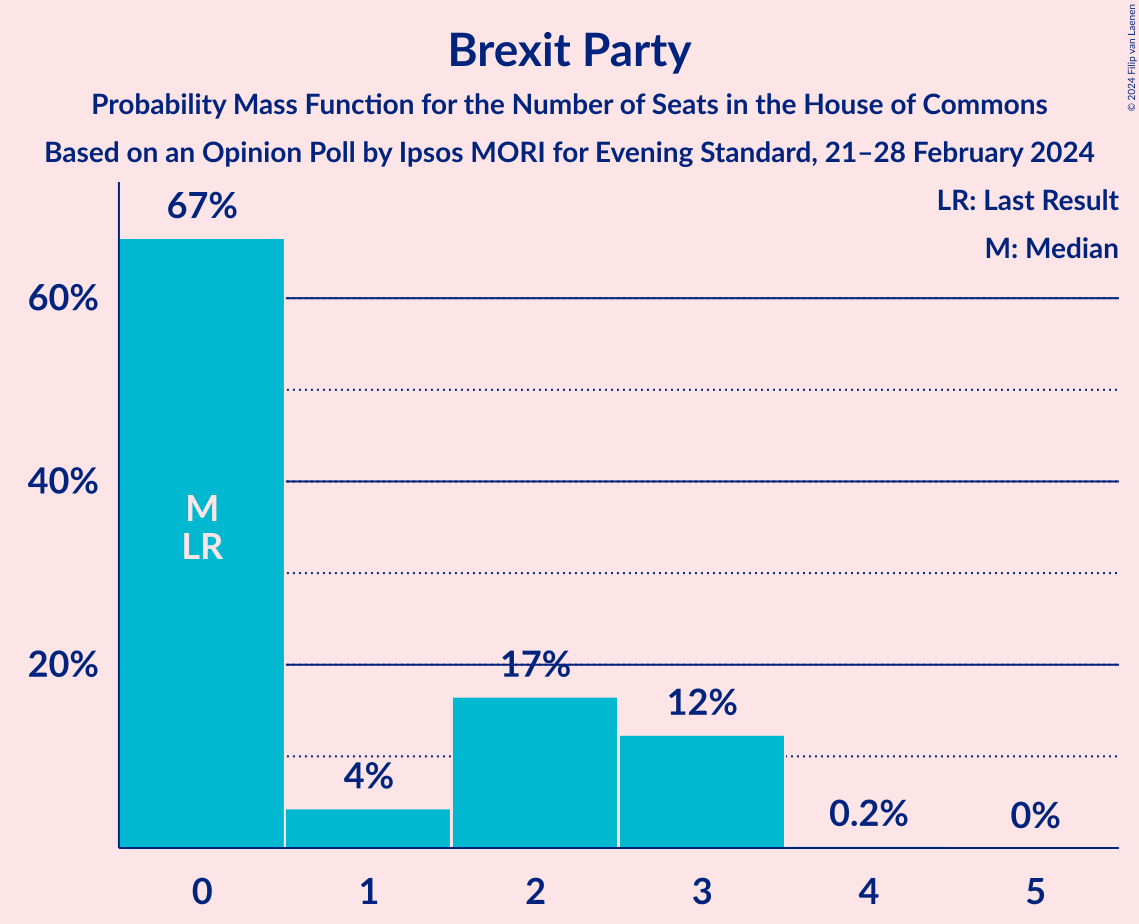 Brexit Party
Probability Mass Function for the Number of Seats in the House of Commons
Based on an Opinion Poll by Ipsos MORI for Evening Standard, 21–28 February 2024
© 2024 Filip van Laenen
LR: Last Result
M: Median
67%
60%
40%
M
LR
20%
17%
12%
4%
0.2%
0%
0 1 2 3 4 5